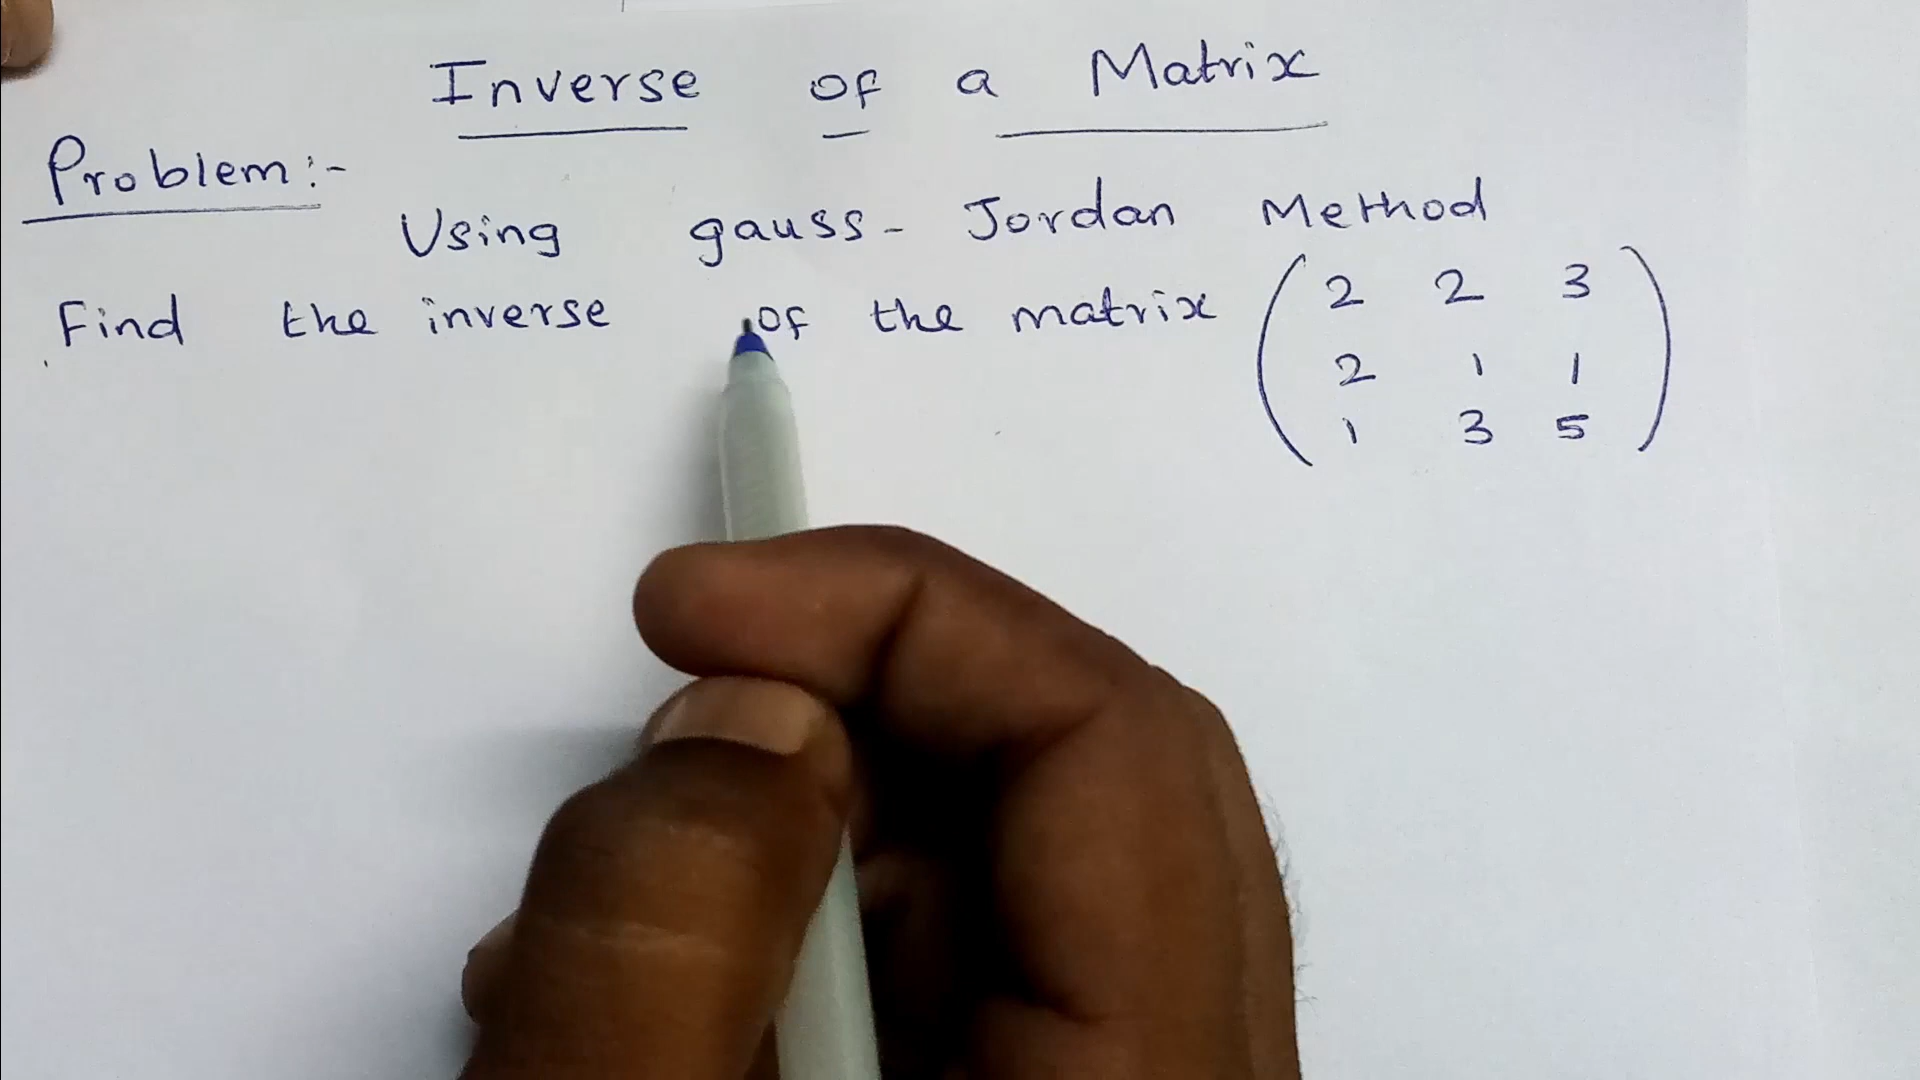 Inverse of a Matrix
Problem:-
Using gauss-Jordan Method
Find the inverse of the matrix
2 2 3
2 1 1
1 3 5